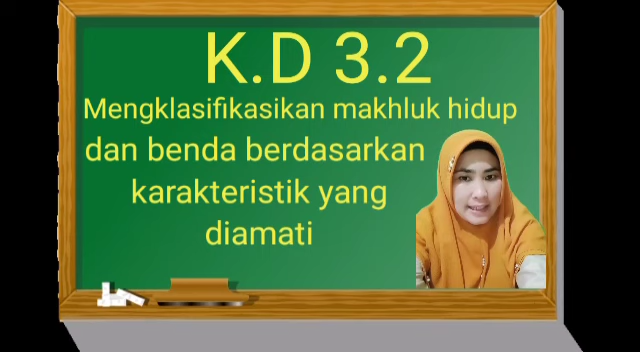 K.D 3.2
Mengklasifikasikan makhluk hidup
dan benda berdasarkan
karakteristik yang
diamati